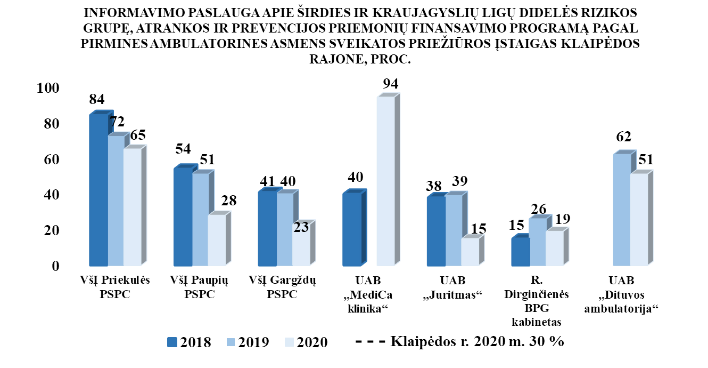 INFORMAVIMO PASLAUGA APIE ŠIRDIES IR KRAUJAGYSLIŲ LIGŲ DIDELĖS RIZIKOS
GRUPĘ, ATRANKOS IR PREVENCIJOS PRIEMONIŲ FINANSAVIMO PROGRAMĄ PAGAL
PIRMINES AMBULATORINES ASMENS SVEIKATOS PRIEŽIŪROS ĮSTAIGAS KLAIPĖDOS
RAJONE, PROC.
100
80
60
40
20
0
84
72
65
54
51
28
41
40
23
40
94
38
39
15
15
26
19
62
51
VšĮ Priekulės
PSPC
VšĮ Paupių
PSPC
VšĮ Gargždų
PSPC
UAB
„MediCa
klinika“
UAB
„Juritmas“
R.
Dirginčienės
BPG
kabinetas
UAB
„Dituvos
ambulatorija“
2018
2019
2020
Klaipėdos r. 2020 m. 30 %